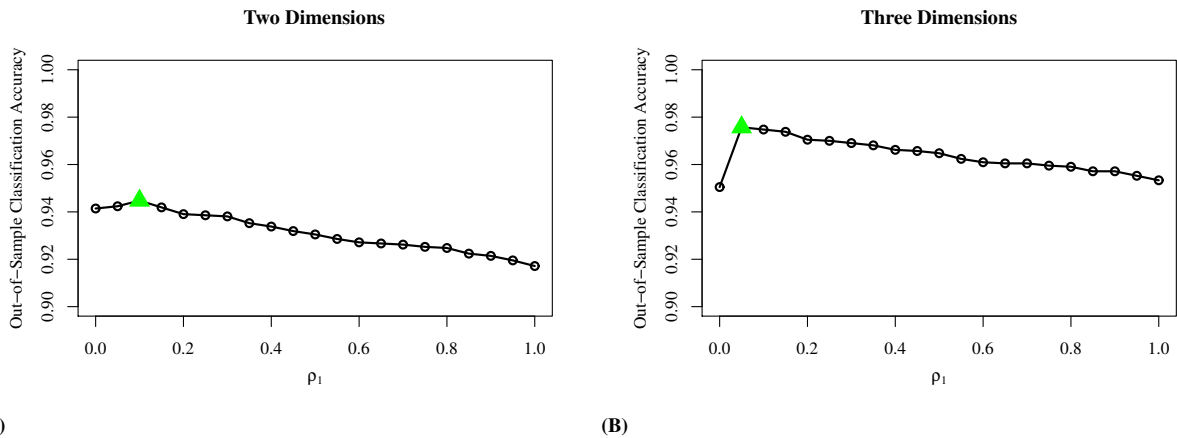 Two Dimensions
Out−of−Sample Classification Accuracy
1.00
0.98
0.96
0.94
0.92
0.90
0.0 0.2 0.4 0.6 0.8 1.0
ρ1
)
Three Dimensions
Out−of−Sample Classification Accuracy
1.00
0.98
0.96
0.94
0.92
0.90
0.0 0.2 0.4 0.6 0.8 1.0
ρ1
(B)